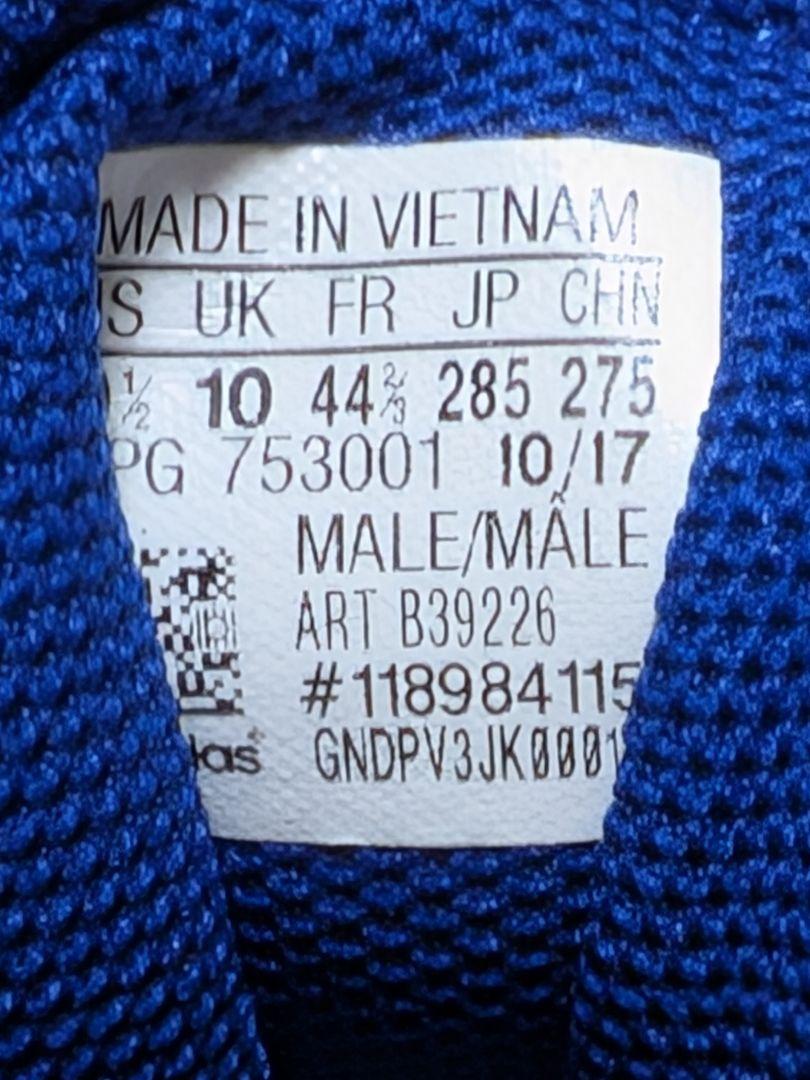 MADE IN VIETNAM
UK FR JP CHN
½ 10 44⅔ 285 275
PG 753001 10/17
MALE/MÂLE
ART B39226
#118984115
GNDPV3JK0001